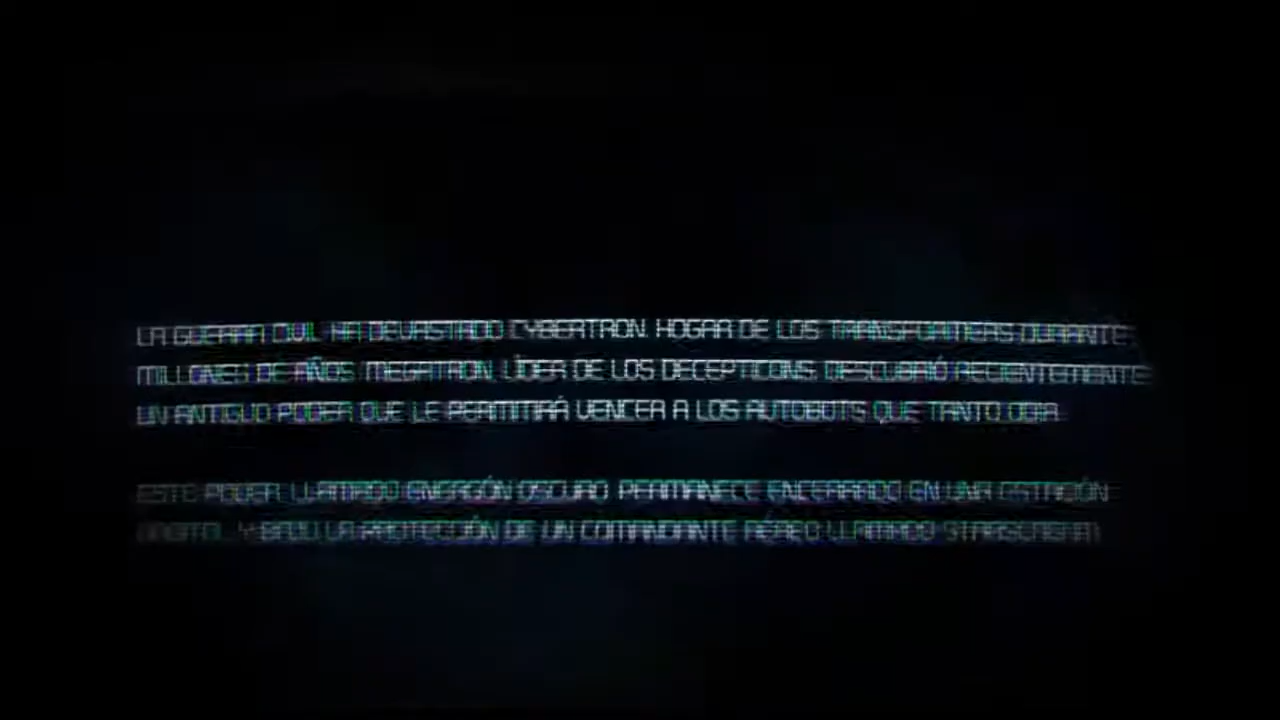 LA GUERRA CIVIL HA DEVASTADO CYBERTRON, HOGAR DE LOS TRANSFORMERS DURANTE
MILLONES DE AÑOS. MEGATRON, LÍDER DE LOS DECEPTICONS, DESCUBRIÓ RECIENTEMENTE
UN ANTIGUO PODER QUE LE PERMITIRÁ VENCER A LOS AUTOBOTS QUE TANTO ODIA.
ESTE PODER, LLAMADO ENERGÓN OSCURO PERMANECE ENCERRADO EN UNA ESTACIÓN
ORBITAL Y BAJO LA PROTECCIÓN DE UN COMANDANTE AÉREO LLAMADO STARSCREAM.